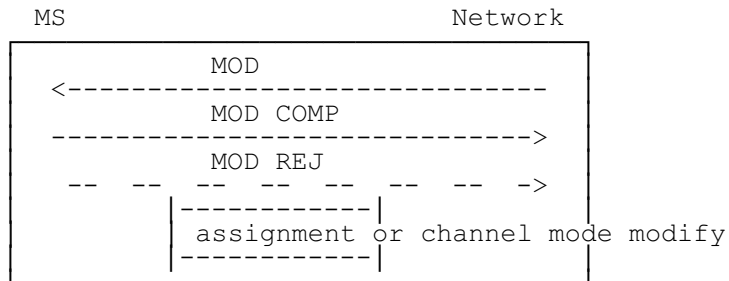 MS Network
MOD
MOD COMP
MOD REJ
assignment or channel mode modify